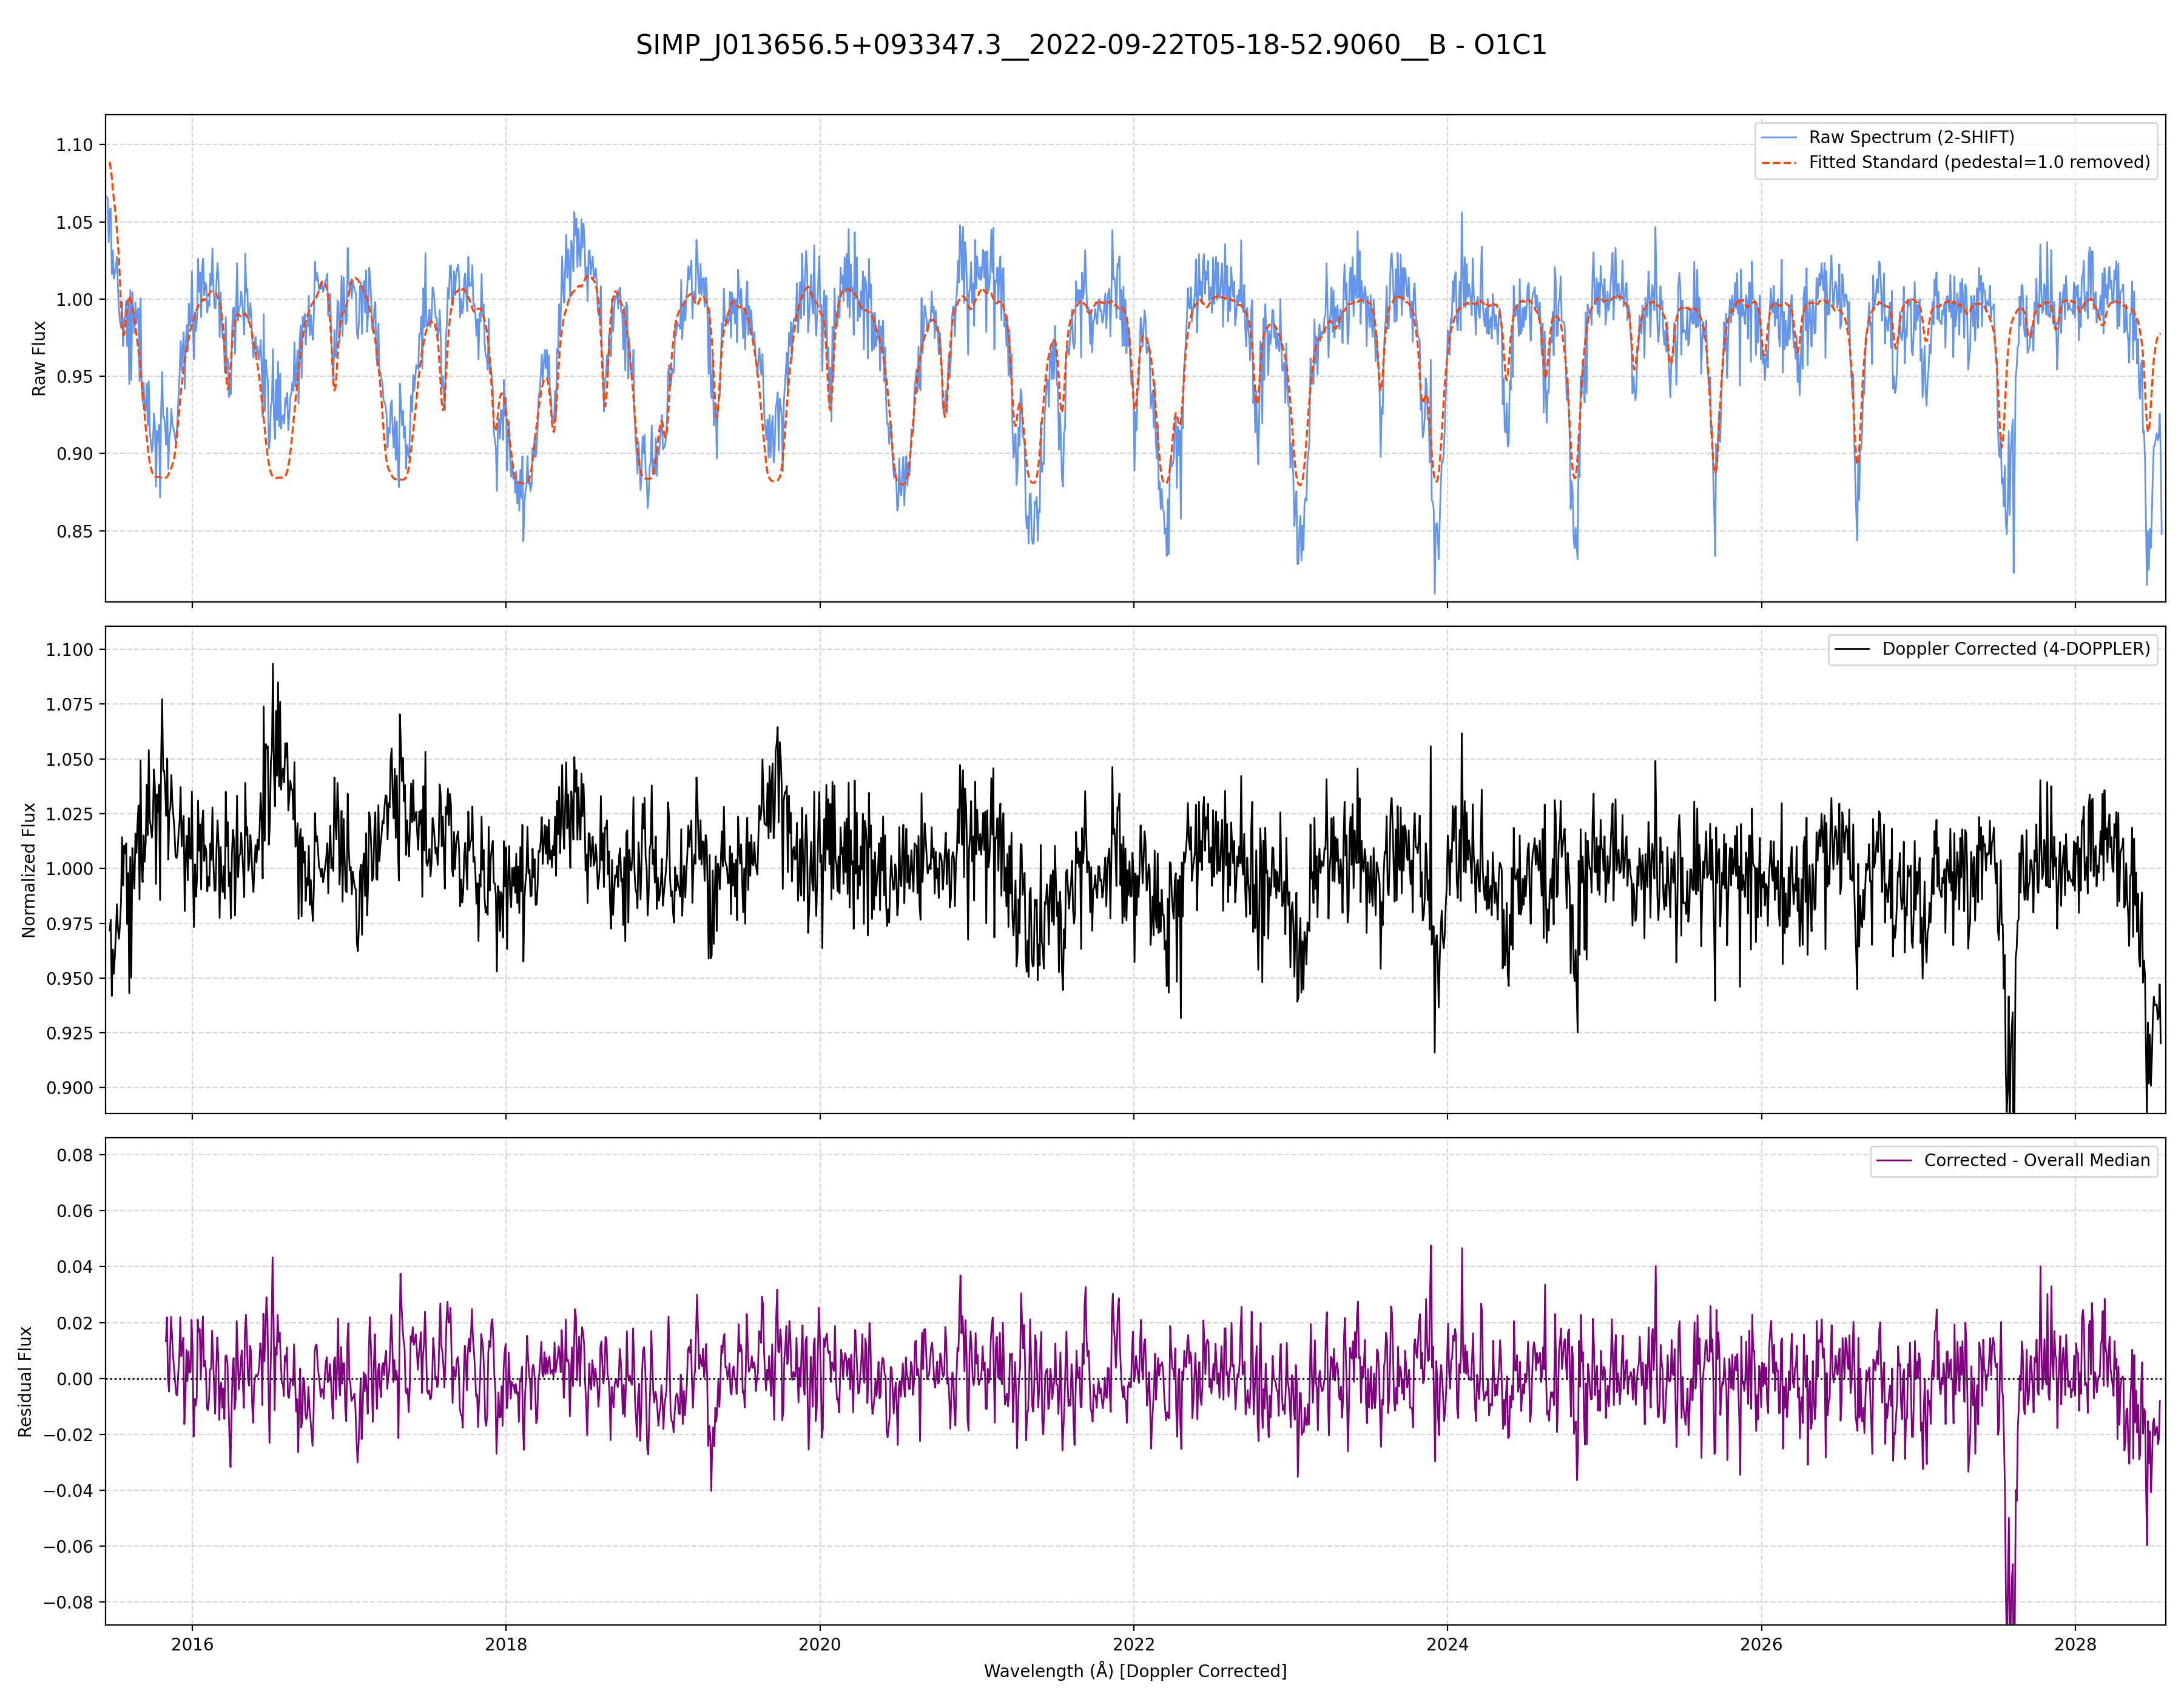 SIMP_J013656.5+093347.3__2022-09-22T05-18-52.9060__B - O1C1
Raw Spectrum (2-SHIFT)
Fitted Standard (pedestal=1.0 removed)
Raw Flux
1.10
1.05
1.00
0.95
0.90
0.85
Doppler Corrected (4-DOPPLER)
Normalized Flux
1.100
1.075
1.050
1.025
1.000
0.975
0.950
0.925
0.900
Corrected - Overall Median
Residual Flux
0.08
0.06
0.04
0.02
0.00
−0.02
−0.04
−0.06
−0.08
2016 2018 2020 2022 2024 2026 2028
Wavelength (Å) [Doppler Corrected]